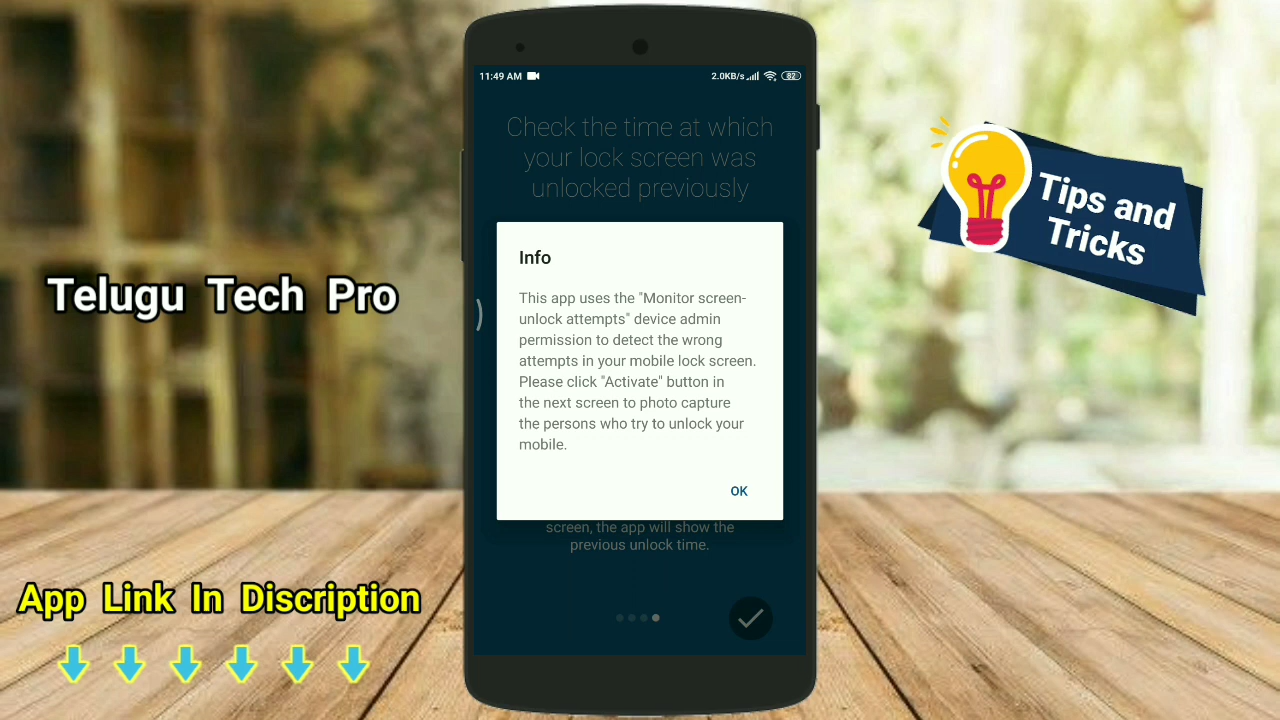 11:49 AM
2.0KB/s
82
Check the time at which
your lock screen was
unlocked previously
Info
This app uses the "Monitor screen-
unlock attempts" device admin
permission to detect the wrong
attempts in your mobile lock screen.
Please click "Activate" button in
the next screen to photo capture
the persons who try to unlock your
mobile.
OK
screen, the app will show the
previous unlock time.
Telugu Tech Pro
App Link In Discription
Tips and
Tricks